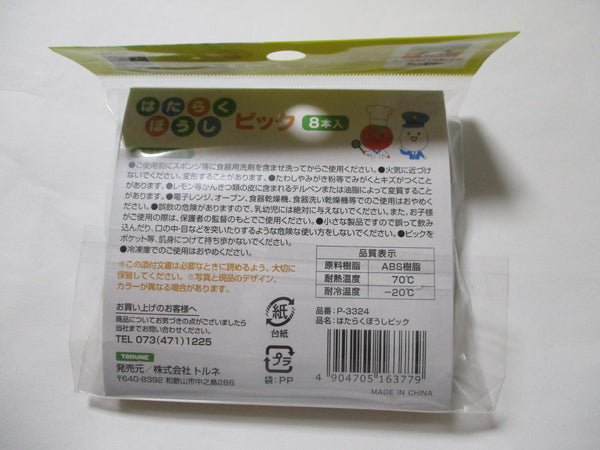 はたらく
ぼうし
ピック
8本入
●ご使用前にスポンジ等に食器用洗剤を含ませ洗ってからご使用ください。●火気に近づけ
ないでください。変形することがあります。●たわしやみがき粉等でみがくとキズがつくことが
あります。●レモン等かんきつ類の皮に含まれるテルペンまたは油脂によって変質すること
があります。●電子レンジ、オーブン、食器乾燥機、食器洗い乾燥機等でのご使用はおやめく
ださい。●誤飲の危険がありますので、乳幼児には絶対に与えないでください。また、お子様
がご使用の際は、保護者の監督のもとでご使用ください。●小さな製品ですので誤って飲み
込んだり、口の中・目などを突いたりするような危険な使い方をしないでください。●ピックを
ポケット等、肌身につけて持ち歩かないでください。
●冷凍庫でのご使用はおやめください。
※この添付文書は必要なときに読めるよう、大切に
保管してください。※写真と現品のデザイン、
カラーが異なる場合があります。
品質表示
原料樹脂 ABS樹脂
耐熱温度 70℃
耐冷温度 −20℃
お買い上げのお客様へ
商品についてお気づきの点がございましたら
当社までお問い合わせください。
TEL 073(471)1225
紙
台紙
プラ
袋:PP
品番:P-3324
品名:はたらくぼうしピック
TORUNE
発売元/株式会社 トルネ
〒640-8392 和歌山市中之島286
4 904705 163779
MADE IN CHINA